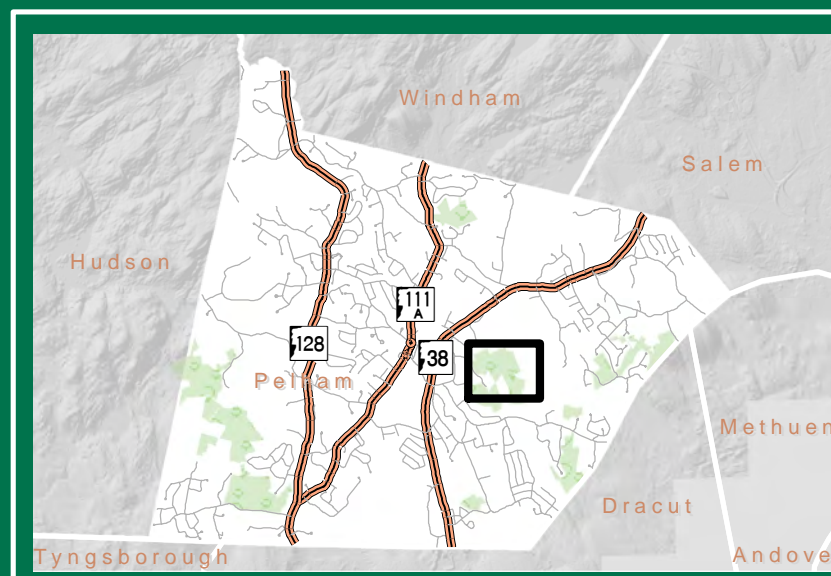 Windham
Salem
Hudson
111
A
128
38
Pelham
Methuen
Dracut
Tyngsborough
Andove